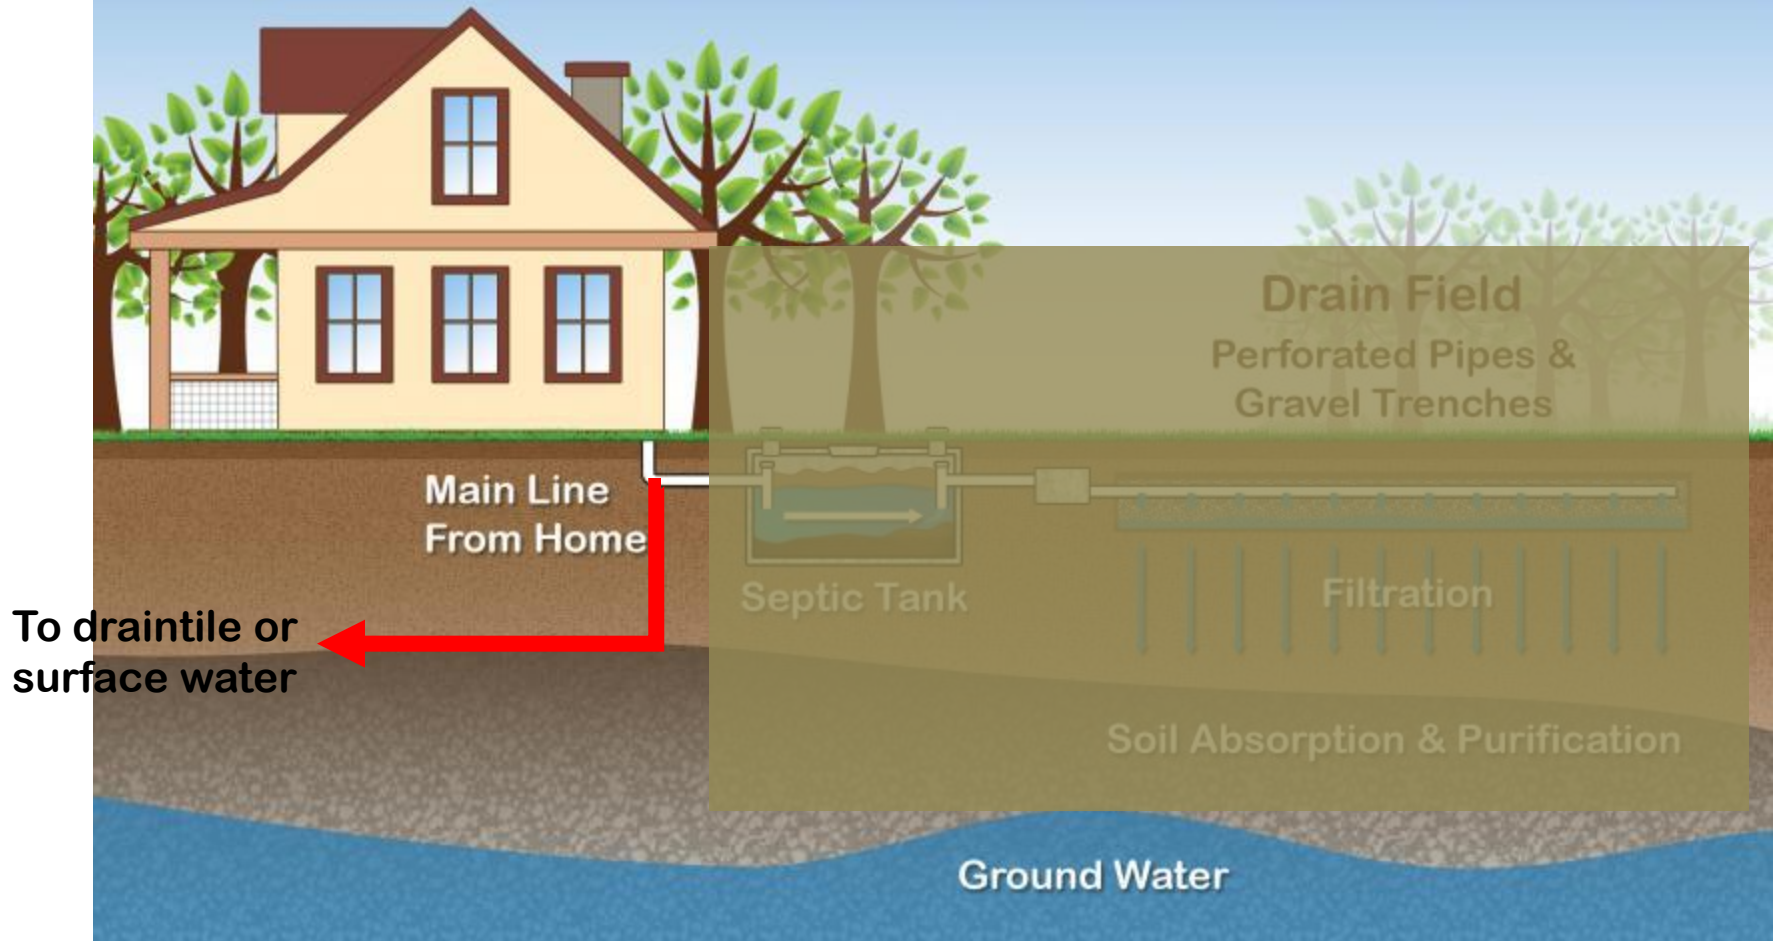 Drain Field
Perforated Pipes &
Gravel Trenches
Main Line
From Home
Septic Tank
Filtration
To draintile or
surface water
Soil Absorption & Purification
Ground Water